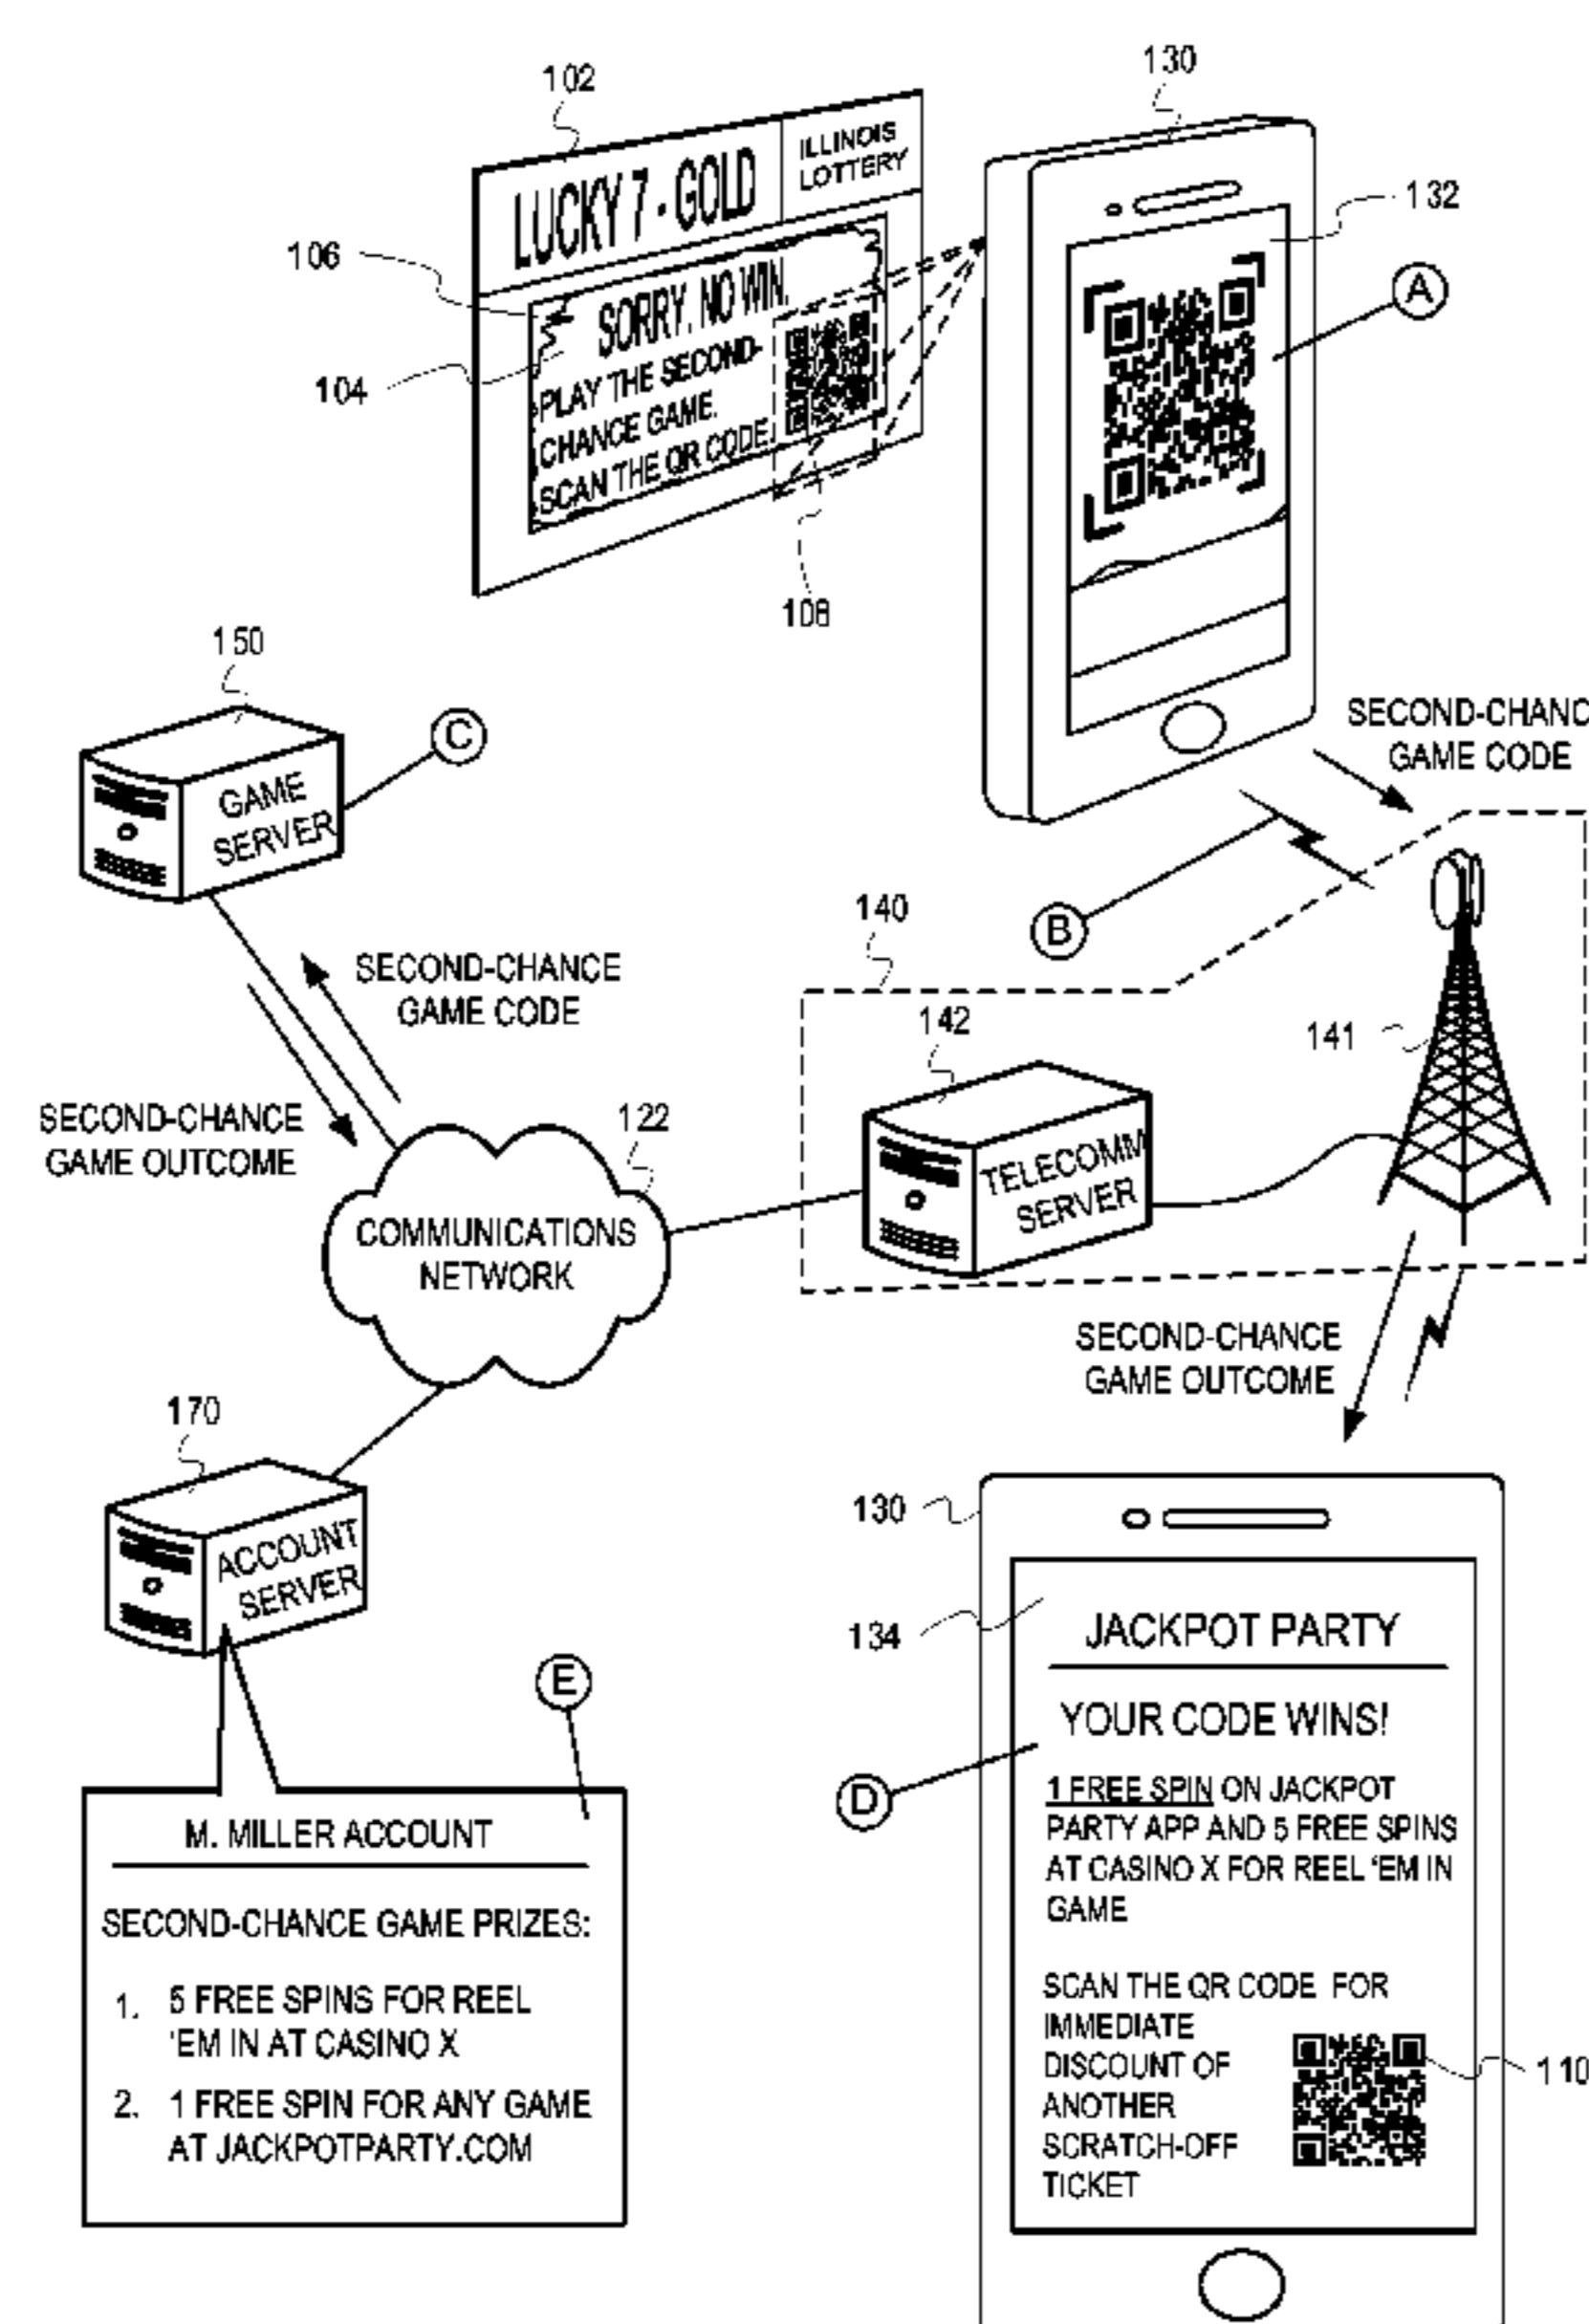 102
130
LUCKY 7 - GOLD
ILLINOIS
LOTTERY
132
106
SORRY. NO WIN.
A
104
PLAY THE SECOND-
CHANCE GAME.
SCAN THE QR CODE.
108
150
C
SECOND-CHANC
GAME CODE
GAME
SERVER
140
B
SECOND-CHANCE
GAME CODE
142
141
SECOND-CHANCE
GAME OUTCOME
122
TELECOMM
SERVER
COMMUNICATIONS
NETWORK
SECOND-CHANCE
GAME OUTCOME
170
130
ACCOUNT
SERVER
134
JACKPOT PARTY
E
YOUR CODE WINS!
D
1 FREE SPIN ON JACKPOT
PARTY APP AND 5 FREE SPINS
AT CASINO X FOR REEL 'EM IN
GAME
M. MILLER ACCOUNT
SECOND-CHANCE GAME PRIZES:
1. 5 FREE SPINS FOR REEL
'EM IN AT CASINO X
2. 1 FREE SPIN FOR ANY GAME
AT JACKPOTPARTY.COM
SCAN THE QR CODE FOR
IMMEDIATE
DISCOUNT OF
ANOTHER
SCRATCH-OFF
TICKET
110